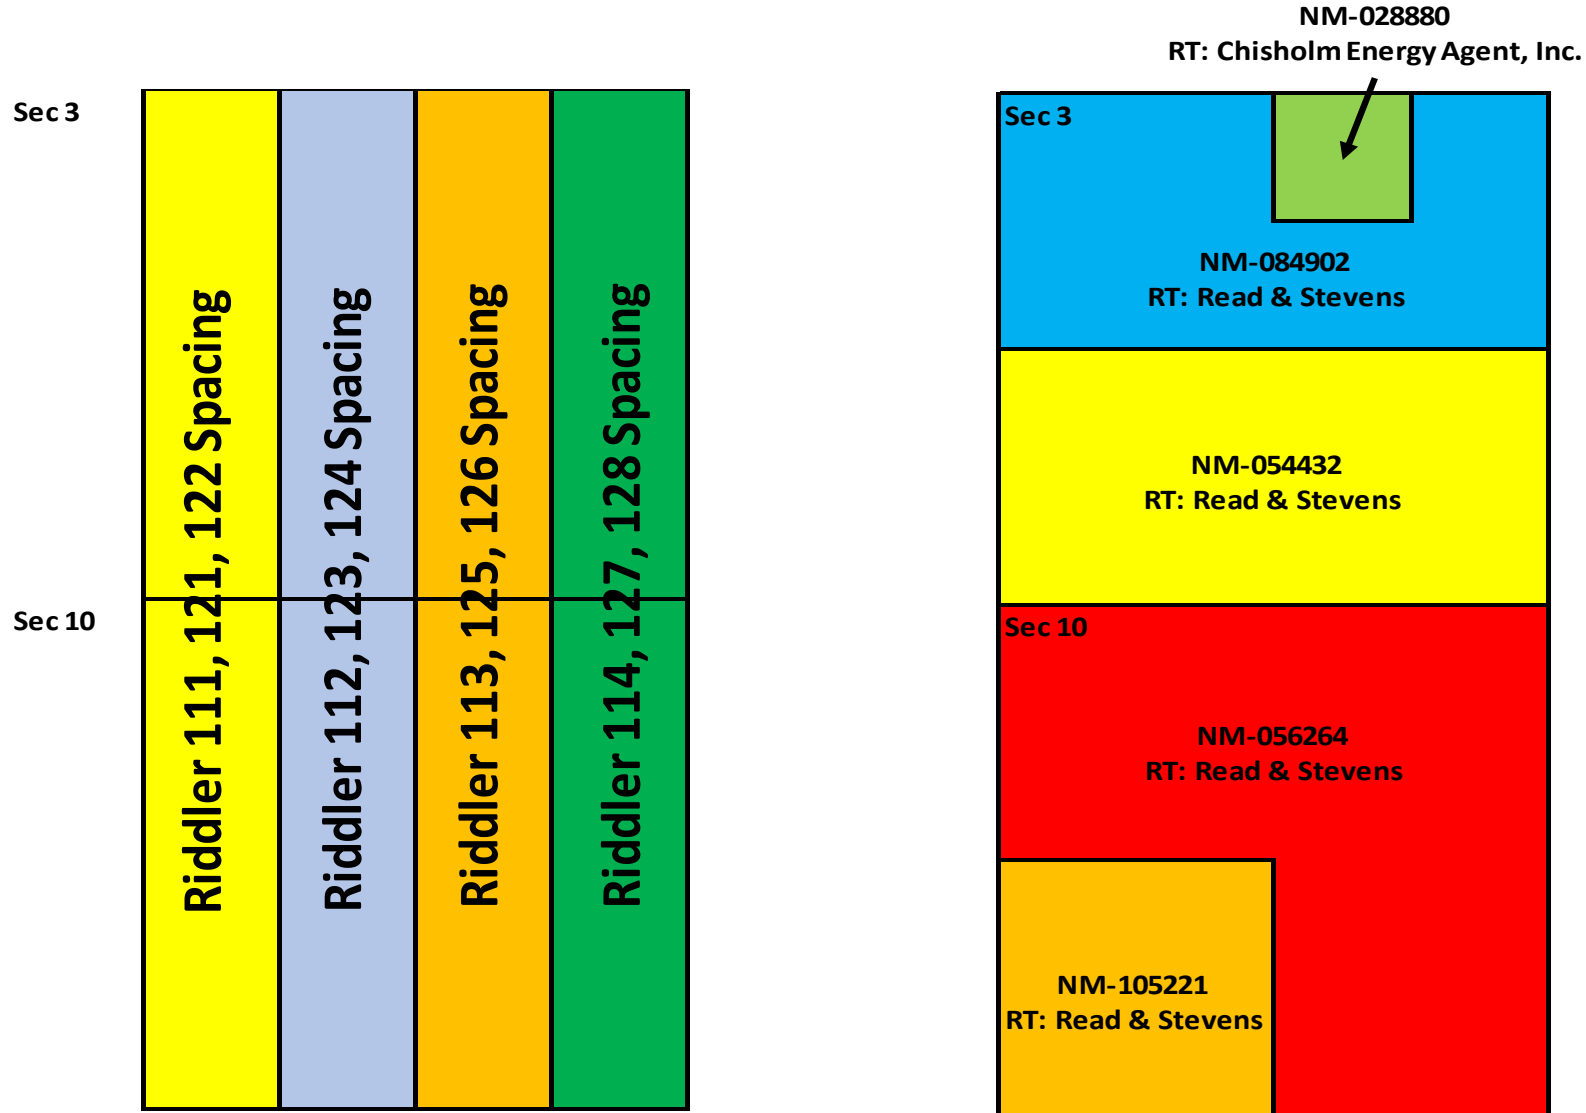 Sec 3
Sec 10
Riddler 111, 121, 122 Spacing
Riddler 112, 123, 124 Spacing
Riddler 113, 125, 126 Spacing
Riddler 114, 127, 128 Spacing
NM-028880
RT: Chisholm Energy Agent, Inc.
Sec 3
NM-084902
RT: Read & Stevens
NM-054432
RT: Read & Stevens
Sec 10
NM-056264
RT: Read & Stevens
NM-105221
RT: Read & Stevens